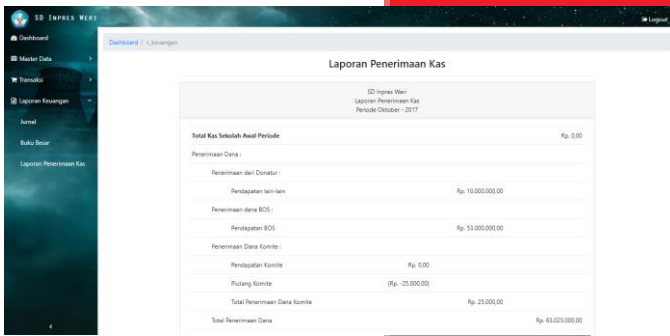 SD INPRES WERI
Logout
Dashboard
Dashboard / c_keuangan
Master Data
Transaksi
Laporan Keuangan
Jurnal
Buku Besar
Laporan Penerimaan Kas
Laporan Penerimaan Kas
SD Inpres Weri
Laporan Penerimaan Kas
Periode Oktober - 2017
Total Kas Sekolah Awal Periode Rp. 0,00
Penerimaan Dana :
Penerimaan dari Donatur :
Pendapatan lain-lain Rp. 10.000.000,00
Penerimaan dana BOS :
Pendapatan BOS Rp. 53.000.000,00
Penerimaan Dana Komite :
Pendapatan Komite Rp. 0,00
Piutang Komite (Rp. -25.000,00)
Total Penerimaan Dana Komite Rp. 25.000,00
Total Penerimaan Dana Rp. 63.025.000,00